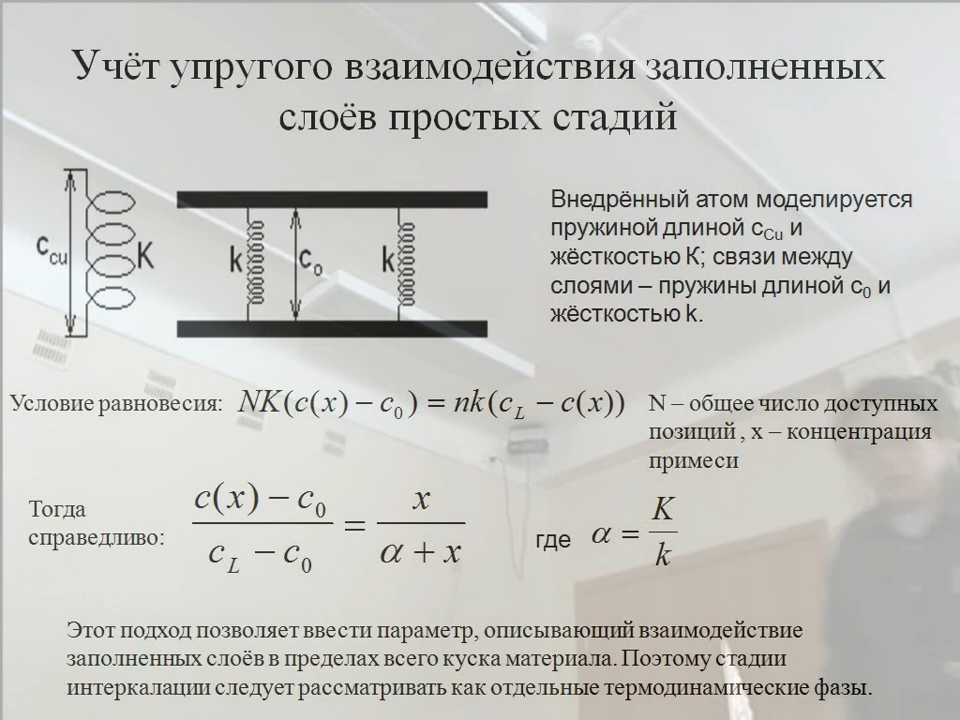 Учёт упругого взаимодействия заполненных
слоёв простых стадий
c_Cu K k c_o k
Внедрённый атом моделируется
пружиной длиной c_Cu и
жёсткостью К; связи между
слоями – пружины длиной c_0 и
жёсткостью k.
Условие равновесия: NK(c(x) − c_0) = nk(c_L − c(x))
N – общее число доступных
позиций , x – концентрация
примеси
Тогда
справедливо:
(c(x) − c_0) / (c_L − c_0) = x / (α + x) где α = K / k
Этот подход позволяет ввести параметр, описывающий взаимодействие
заполненных слоёв в пределах всего куска материала. Поэтому стадии
интеркалации следует рассматривать как отдельные термодинамические фазы.